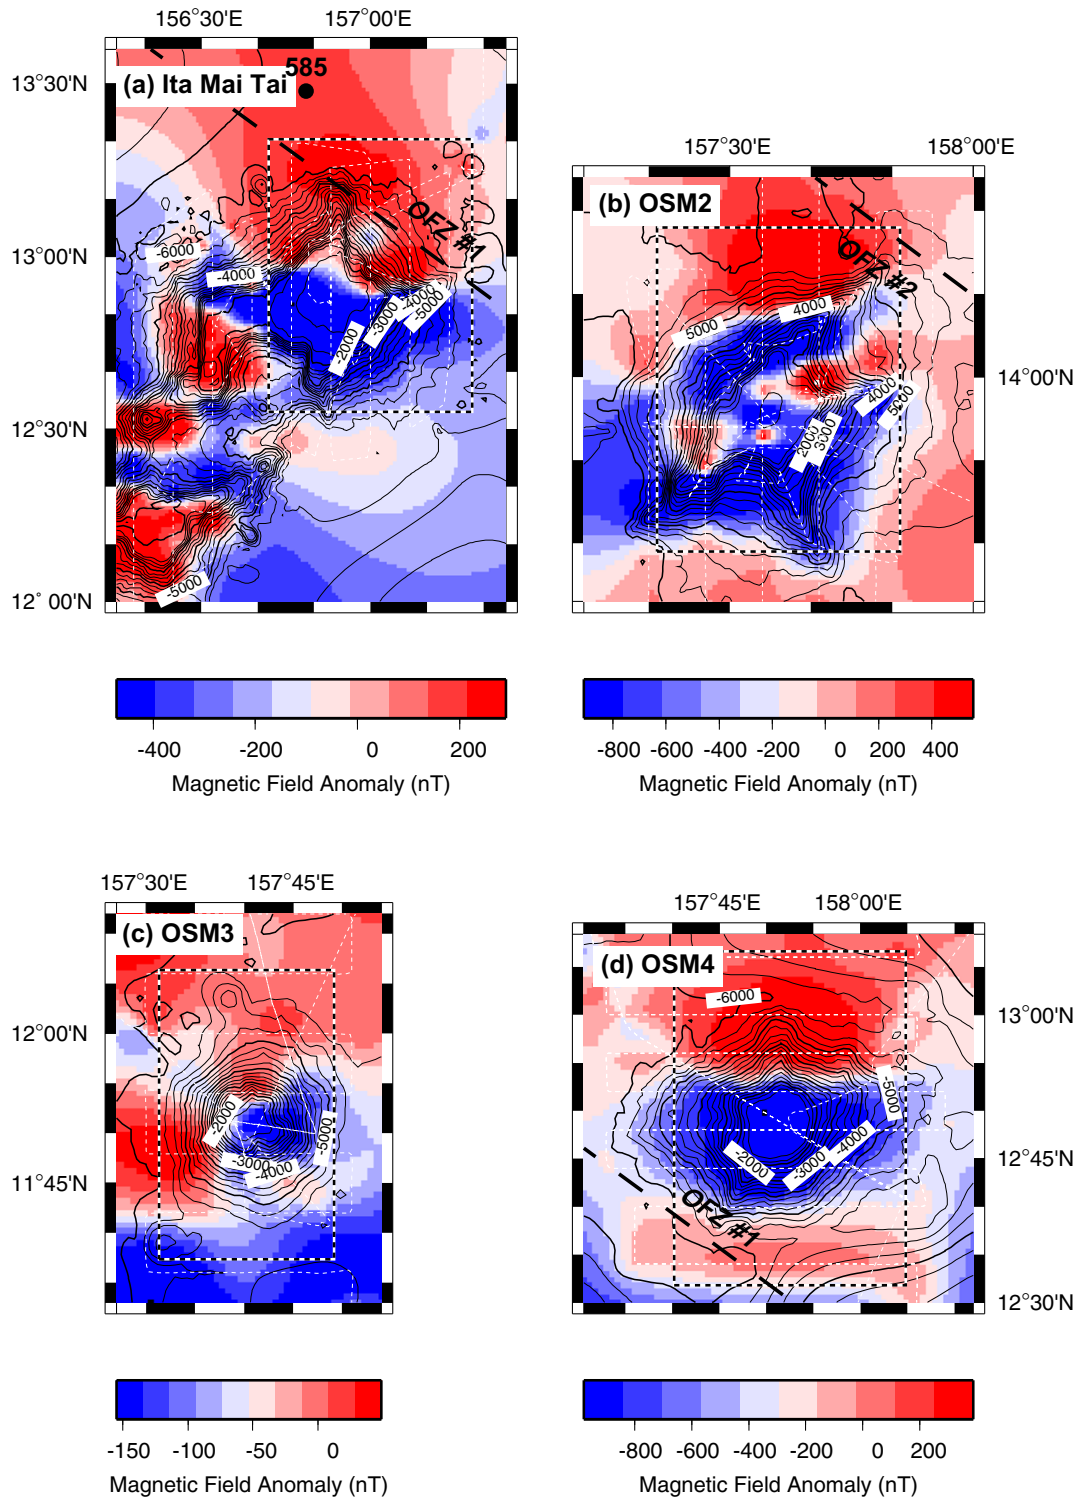 156°30'E 157°00'E
13°30'N
13°00'N
12°30'N
12° 00'N
(a) Ita Mai Tai
585
OFZ #1
-6000
-4000
-4000
-5000
-3000
-2000
-5000
-400 -200 0 200
Magnetic Field Anomaly (nT)
157°30'E 158°00'E
14°00'N
(b) OSM2
OFZ #2
4000
5000
4000
5000
2000
3000
-800 -600 -400 -200 0 200 400
Magnetic Field Anomaly (nT)
157°30'E 157°45'E
12°00'N
11°45'N
(c) OSM3
-2000
-5000
-3000
-4000
-150 -100 -50 0
Magnetic Field Anomaly (nT)
157°45'E 158°00'E
13°00'N
12°45'N
12°30'N
(d) OSM4
-6000
-5000
-4000
-3000
-2000
OFZ #1
-800 -600 -400 -200 0 200
Magnetic Field Anomaly (nT)